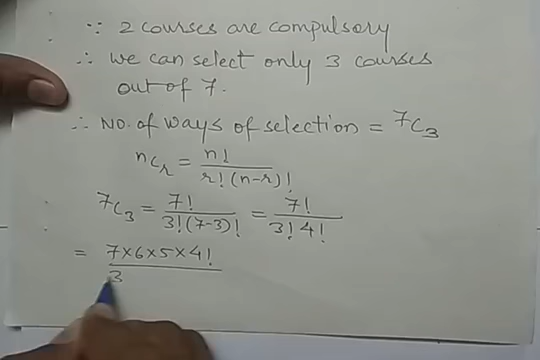 ∵ 2 courses are compulsory
∴ we can select only 3 courses
out of 7.
∴ No. of ways of selection = ⁷C₃
ⁿCᵣ = n! / r!(n-r)!
⁷C₃ = 7! / 3!(7-3)! = 7! / 3! 4!
= 7×6×5×4! / 3